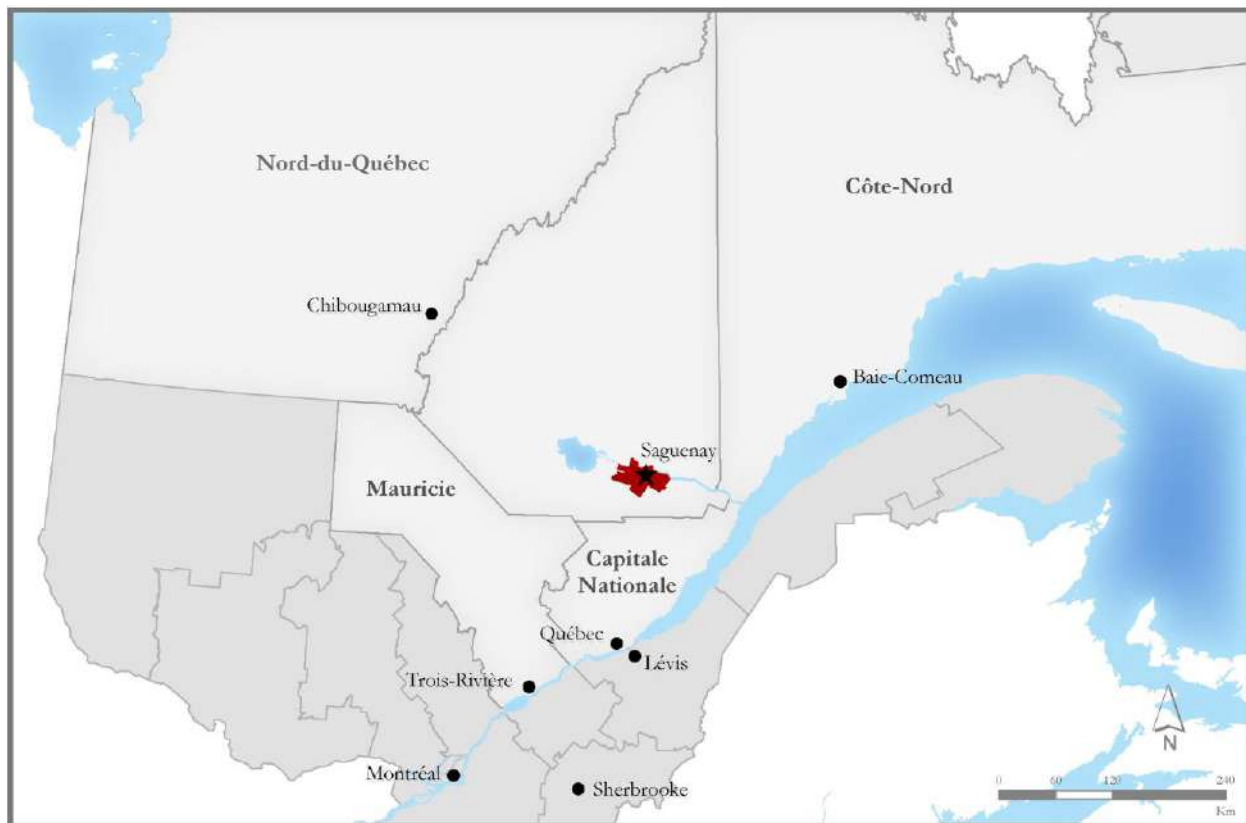 Nord-du-Québec
Côte-Nord
Chibougamau
Baie-Comeau
Saguenay
Mauricie
Capitale
Nationale
Québec
Lévis
Trois-Rivière
Montréal
Sherbrooke
N
0 60 120 240
Km